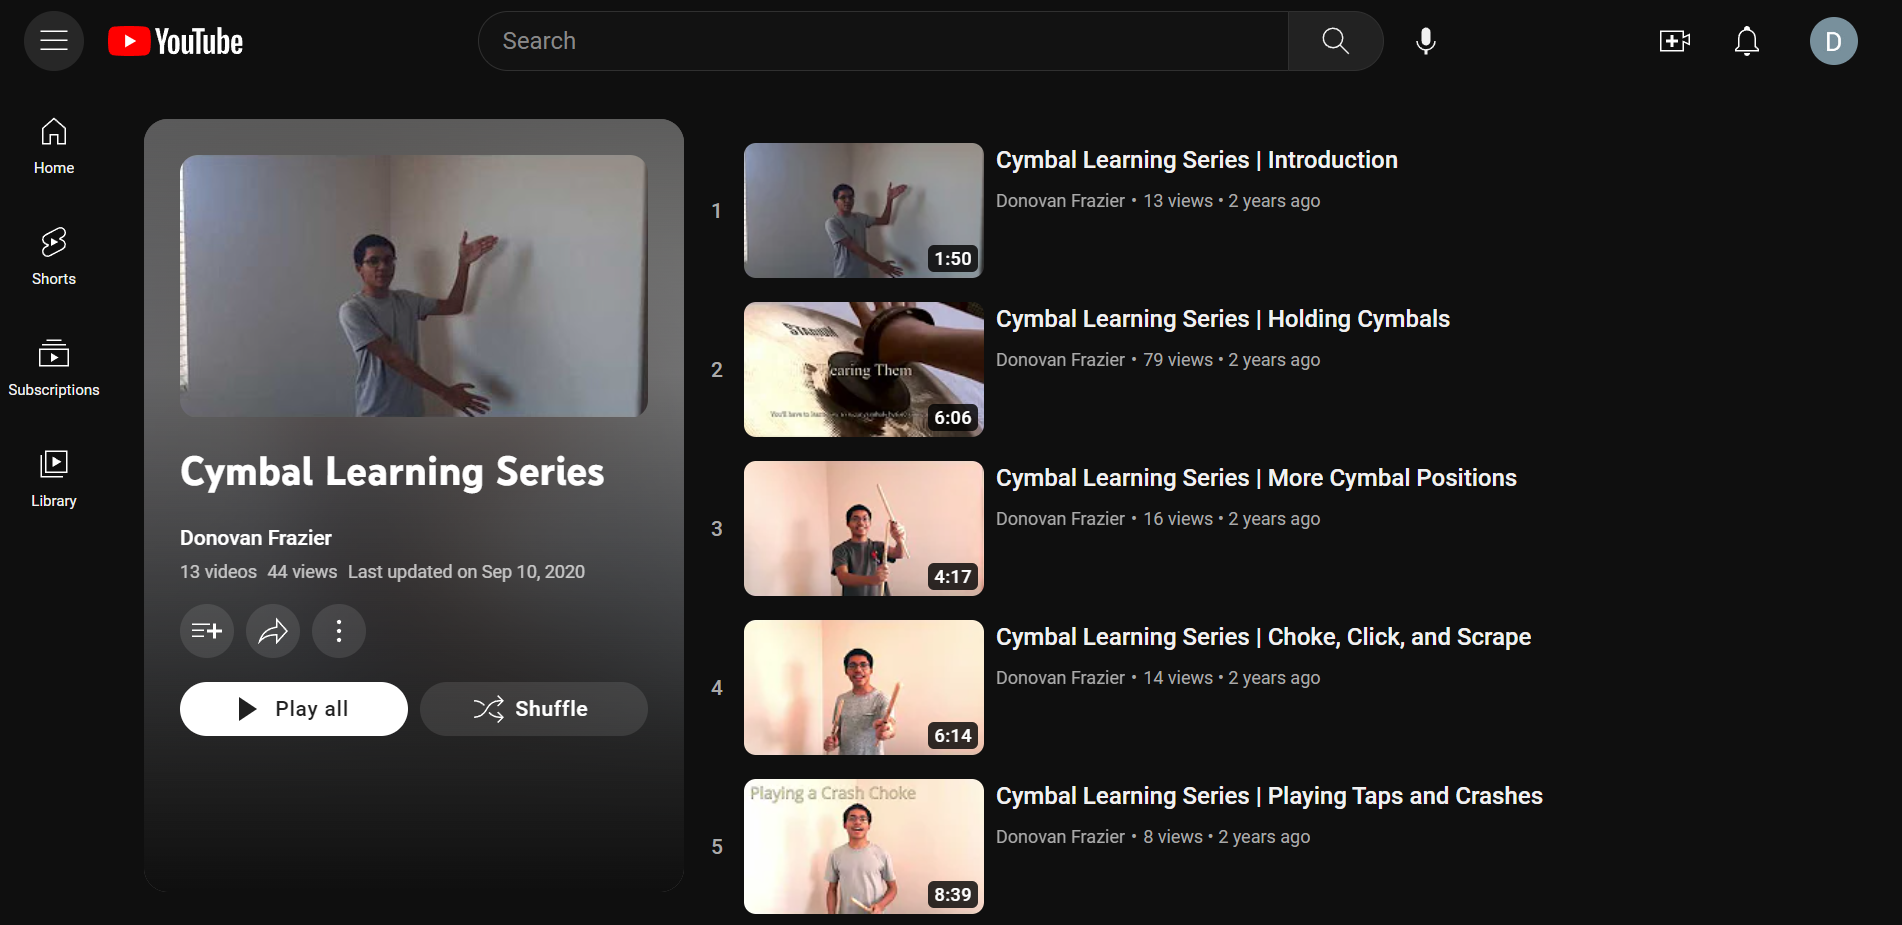 YouTube
Search
D
Home
Shorts
Subscriptions
Library
Cymbal Learning Series
Donovan Frazier
13 videos 44 views Last updated on Sep 10, 2020
Play all
Shuffle
1
1:50
Cymbal Learning Series | Introduction
Donovan Frazier • 13 views • 2 years ago
2
STADIUM
earing Them
6:06
Cymbal Learning Series | Holding Cymbals
Donovan Frazier • 79 views • 2 years ago
3
4:17
Cymbal Learning Series | More Cymbal Positions
Donovan Frazier • 16 views • 2 years ago
4
6:14
Cymbal Learning Series | Choke, Click, and Scrape
Donovan Frazier • 14 views • 2 years ago
5
Playing a Crash Choke
8:39
Cymbal Learning Series | Playing Taps and Crashes
Donovan Frazier • 8 views • 2 years ago